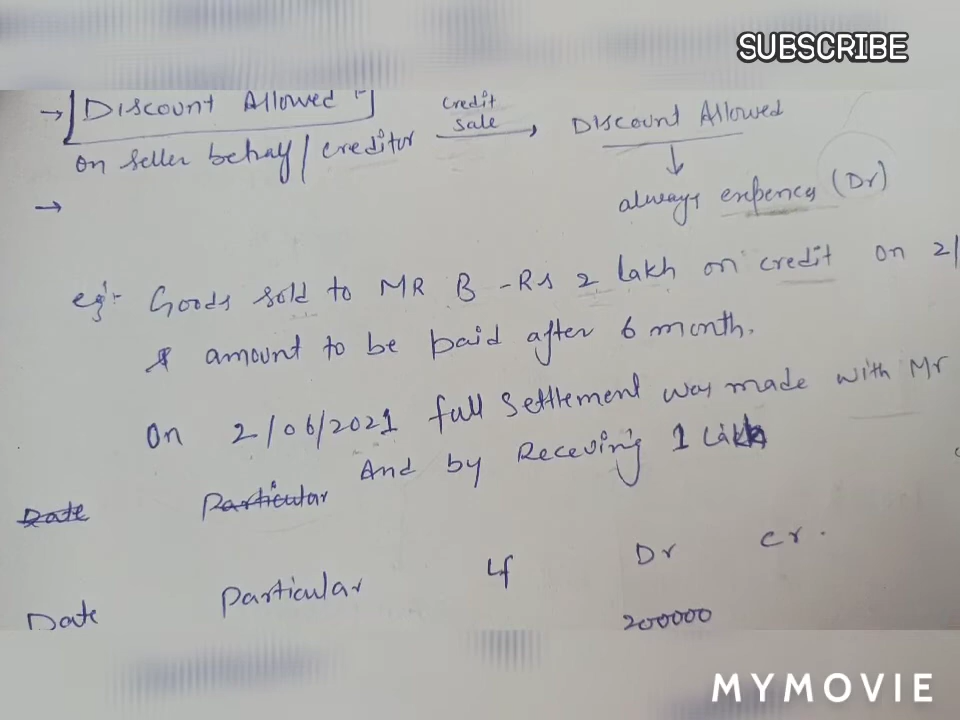 SUBSCRIBE
→ [Discount Allowed :-]
On seller behalf / creditor credit sale → Discount Allowed
↓
→ always expences (Dr)
eg:- Goods sold to MR B - Rs 2 lakh on credit on 2/
& amount to be paid after 6 month.
On 2/06/2021 full settlement was made with Mr
And by Receving 1 Lakh
Date Particular
Date Particular Lf Dr cr.
200000
MYMOVIE